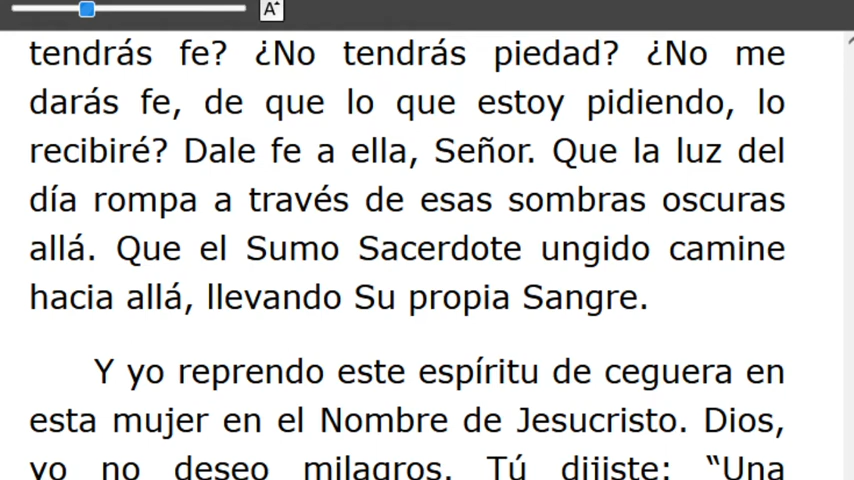 A
tendrás fe? ¿No tendrás piedad? ¿No me
darás fe, de que lo que estoy pidiendo, lo
recibiré? Dale fe a ella, Señor. Que la luz del
día rompa a través de esas sombras oscuras
allá. Que el Sumo Sacerdote ungido camine
hacia allá, llevando Su propia Sangre.
Y yo reprendo este espíritu de ceguera en
esta mujer en el Nombre de Jesucristo. Dios,
yo no deseo milagros. Tú dijiste: “Una